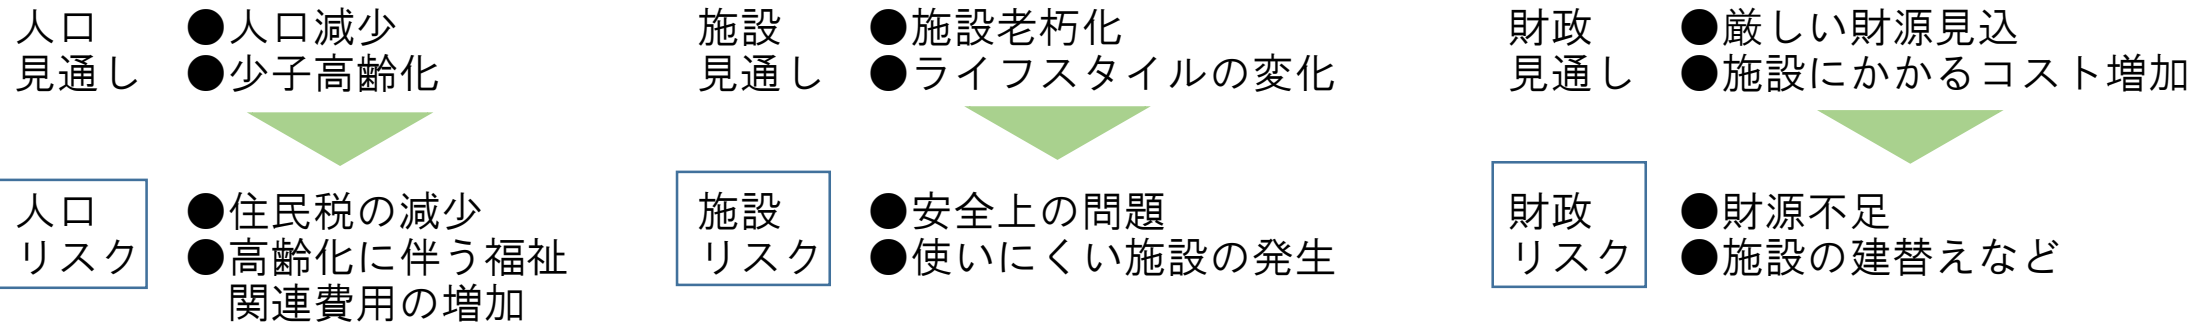 人口
見通し
●人口減少
●少子高齢化
人口
リスク
●住民税の減少
●高齢化に伴う福祉
関連費用の増加
施設
見通し
●施設老朽化
●ライフスタイルの変化
施設
リスク
●安全上の問題
●使いにくい施設の発生
財政
見通し
●厳しい財源見込
●施設にかかるコスト増加
財政
リスク
●財源不足
●施設の建替えなど